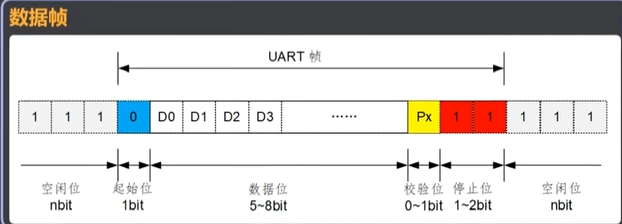 数据帧
UART 帧
1 1 1 0 D0 D1 D2 D3 …… Px 1 1 1 1 1
空闲位 起始位 数据位 校验位 停止位 空闲位
nbit 1bit 5~8bit 0~1bit 1~2bit nbit